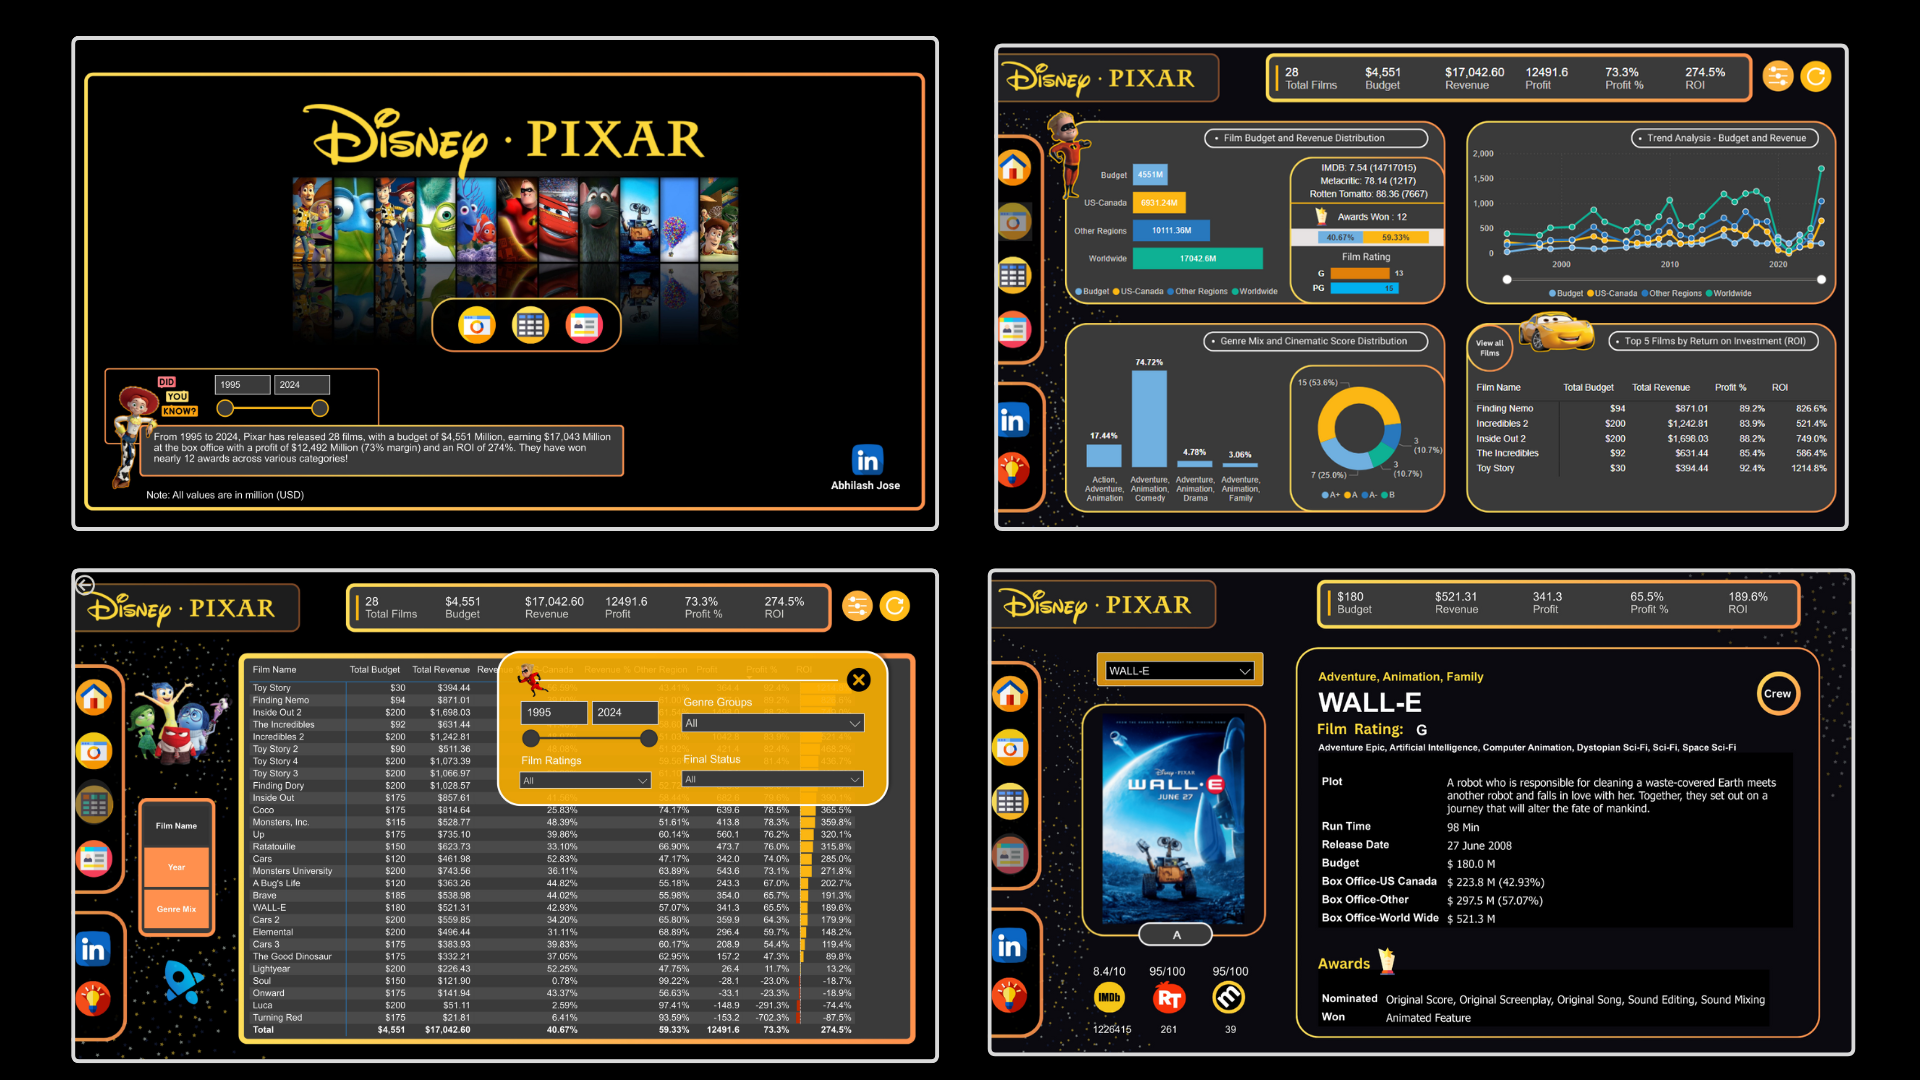 DISNEY · PIXAR
DID
YOU
KNOW?
1995 2024
From 1995 to 2024, Pixar has released 28 films, with a budget of $4,551 Million, earning $17,043 Million
at the box office with a profit of $12,492 Million (73% margin) and an ROI of 274%. They have won
nearly 12 awards across various categories!
Note: All values are in million (USD)
in
Abhilash Jose
DISNEY · PIXAR
28 $4,551 $17,042.60 12491.6 73.3% 274.5%
Total Films Budget Revenue Profit Profit % ROI
• Film Budget and Revenue Distribution
Budget 4551M
US-Canada 6931.24M
Other Regions 10111.36M
Worldwide 17042.6M
Budget US-Canada Other Regions Worldwide
IMDB: 7.54 (14717015)
Metacritic: 78.14 (1217)
Rotten Tomatto: 88.36 (7667)
Awards Won : 12
40.67% 59.33%
Film Rating
G 13
PG 15
• Trend Analysis - Budget and Revenue
2,000
1,500
1,000
500
0
2000 2010 2020
Budget US-Canada Other Regions Worldwide
in
• Genre Mix and Cinematic Score Distribution
74.72%
17.44%
4.78%
3.06%
Action, Adventure, Adventure, Adventure,
Adventure, Animation, Animation, Animation,
Animation Comedy Drama Family
15 (53.6%)
3
(10.7%)
3
(10.7%)
7 (25.0%)
A+ A A- B
View all
Films
• Top 5 Films by Return on Investment (ROI)
Film Name Total Budget Total Revenue Profit % ROI
Finding Nemo $94 $871.01 89.2% 826.6%
Incredibles 2 $200 $1,242.81 83.9% 521.4%
Inside Out 2 $200 $1,698.03 88.2% 749.0%
The Incredibles $92 $631.44 85.4% 586.4%
Toy Story $30 $394.44 92.4% 1214.8%
DISNEY · PIXAR
28 $4,551 $17,042.60 12491.6 73.3% 274.5%
Total Films Budget Revenue Profit Profit % ROI
Film Name
Year
Genre Mix
in
1995 2024
Genre Groups
All
Film Ratings
All
Final Status
All
Film Name Total Budget Total Revenue
Toy Story $30 $394.44
Finding Nemo $94 $871.01
Inside Out 2 $200 $1,698.03
The Incredibles $92 $631.44
Incredibles 2 $200 $1,242.81
Toy Story 2 $90 $511.36
Toy Story 4 $200 $1,073.39
Toy Story 3 $200 $1,066.97
Finding Dory $200 $1,028.57
Inside Out $175 $857.61
Coco $175 $814.64 25.83% 74.17% 639.6 78.5% 365.5%
Monsters, Inc. $115 $528.77 48.39% 51.61% 413.8 78.3% 359.8%
Up $175 $735.10 39.86% 60.14% 560.1 76.2% 320.1%
Ratatouille $150 $623.73 33.10% 66.90% 473.7 76.0% 315.8%
Cars $120 $461.98 52.83% 47.17% 342.0 74.0% 285.0%
Monsters University $200 $743.56 36.11% 63.89% 543.6 73.1% 271.8%
A Bug's Life $120 $363.26 44.82% 55.18% 243.3 67.0% 202.7%
Brave $185 $538.98 44.02% 55.98% 354.0 65.7% 191.3%
WALL-E $180 $521.31 42.93% 57.07% 341.3 65.5% 189.6%
Cars 2 $200 $559.85 34.20% 65.80% 359.9 64.3% 179.9%
Elemental $200 $496.44 31.11% 68.89% 296.4 59.7% 148.2%
Cars 3 $175 $383.93 39.83% 60.17% 208.9 54.4% 119.4%
The Good Dinosaur $175 $332.21 37.05% 62.95% 157.2 47.3% 89.8%
Lightyear $200 $226.43 52.25% 47.75% 26.4 11.7% 13.2%
Soul $150 $121.90 0.78% 99.22% -28.1 -23.0% -18.7%
Onward $175 $141.94 43.37% 56.63% -33.1 -23.3% -18.9%
Luca $200 $51.11 2.59% 97.41% -148.9 -291.3% -74.4%
Turning Red $175 $21.81 6.41% 93.59% -153.2 -702.3% -87.5%
Total $4,551 $17,042.60 40.67% 59.33% 12491.6 73.3% 274.5%
DISNEY · PIXAR
$180 $521.31 341.3 65.5% 189.6%
Budget Revenue Profit Profit % ROI
WALL-E
DISNEY · PIXAR
WALL·E
JUNE 27
A
8.4/10 95/100 95/100
IMDb RT m
1226415 261 39
in
Adventure, Animation, Family
WALL-E
Crew
Film Rating: G
Adventure Epic, Artificial Intelligence, Computer Animation, Dystopian Sci-Fi, Sci-Fi, Space Sci-Fi
Plot A robot who is responsible for cleaning a waste-covered Earth meets
another robot and falls in love with her. Together, they set out on a
journey that will alter the fate of mankind.
Run Time 98 Min
Release Date 27 June 2008
Budget $ 180.0 M
Box Office-US Canada $ 223.8 M (42.93%)
Box Office-Other $ 297.5 M (57.07%)
Box Office-World Wide $ 521.3 M
Awards
Nominated Original Score, Original Screenplay, Original Song, Sound Editing, Sound Mixing
Won Animated Feature